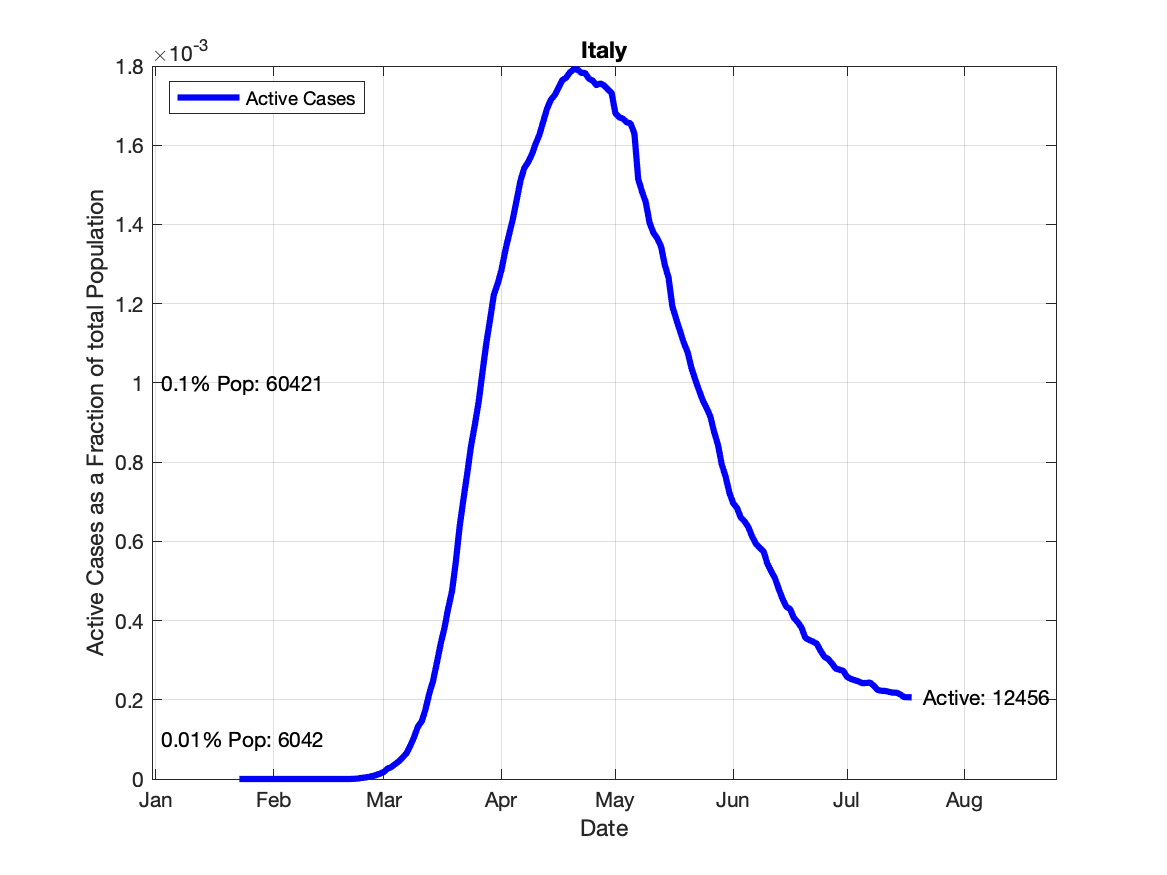 ×10-3
Italy
Active Cases
1.8
1.6
1.4
1.2
1
0.8
0.6
0.4
0.2
0
0.1% Pop: 60421
0.01% Pop: 6042
Active: 12456
Active Cases as a Fraction of total Population
Jan Feb Mar Apr May Jun Jul Aug
Date